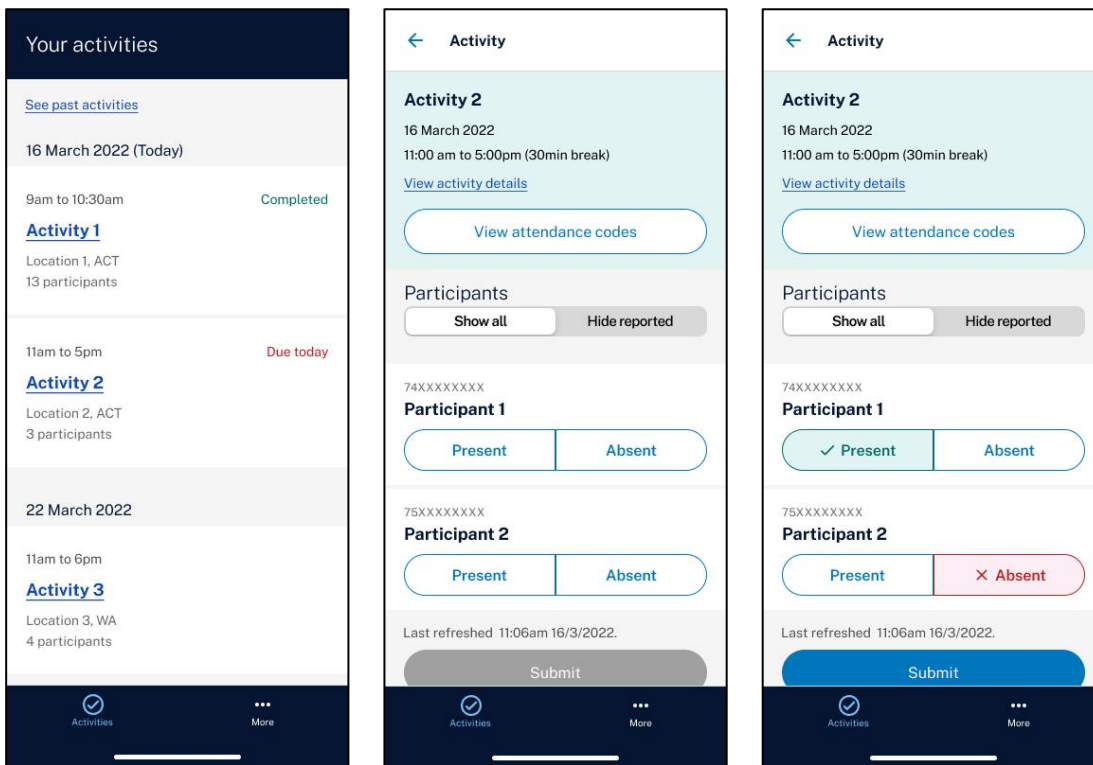 Your activities
See past activities
16 March 2022 (Today)
9am to 10:30am Completed
Activity 1
Location 1, ACT
13 participants
11am to 5pm Due today
Activity 2
Location 2, ACT
3 participants
22 March 2022
11am to 6pm
Activity 3
Location 3, WA
4 participants
Activities More
Activity
Activity 2
16 March 2022
11:00 am to 5:00pm (30min break)
View activity details
View attendance codes
Participants
Show all Hide reported
74XXXXXXXX
Participant 1
Present Absent
75XXXXXXXX
Participant 2
Present Absent
Last refreshed 11:06am 16/3/2022.
Submit
Activities More
Activity
Activity 2
16 March 2022
11:00 am to 5:00pm (30min break)
View activity details
View attendance codes
Participants
Show all Hide reported
74XXXXXXXX
Participant 1
✓ Present Absent
75XXXXXXXX
Participant 2
Present × Absent
Last refreshed 11:06am 16/3/2022.
Submit
Activities More